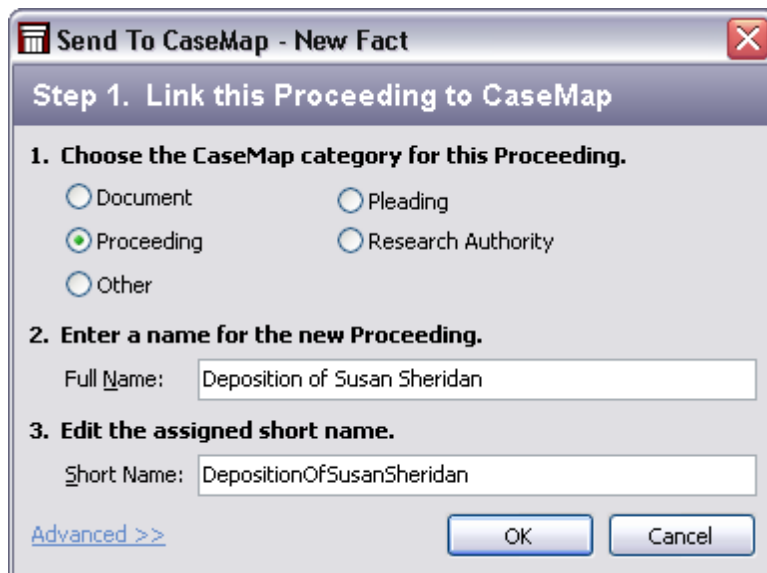 Send To CaseMap - New Fact
Step 1. Link this Proceeding to CaseMap
1. Choose the CaseMap category for this Proceeding.
Document
Pleading
Proceeding
Research Authority
Other
2. Enter a name for the new Proceeding.
Full Name: Deposition of Susan Sheridan
3. Edit the assigned short name.
Short Name: DepositionOfSusanSheridan
Advanced >> OK Cancel